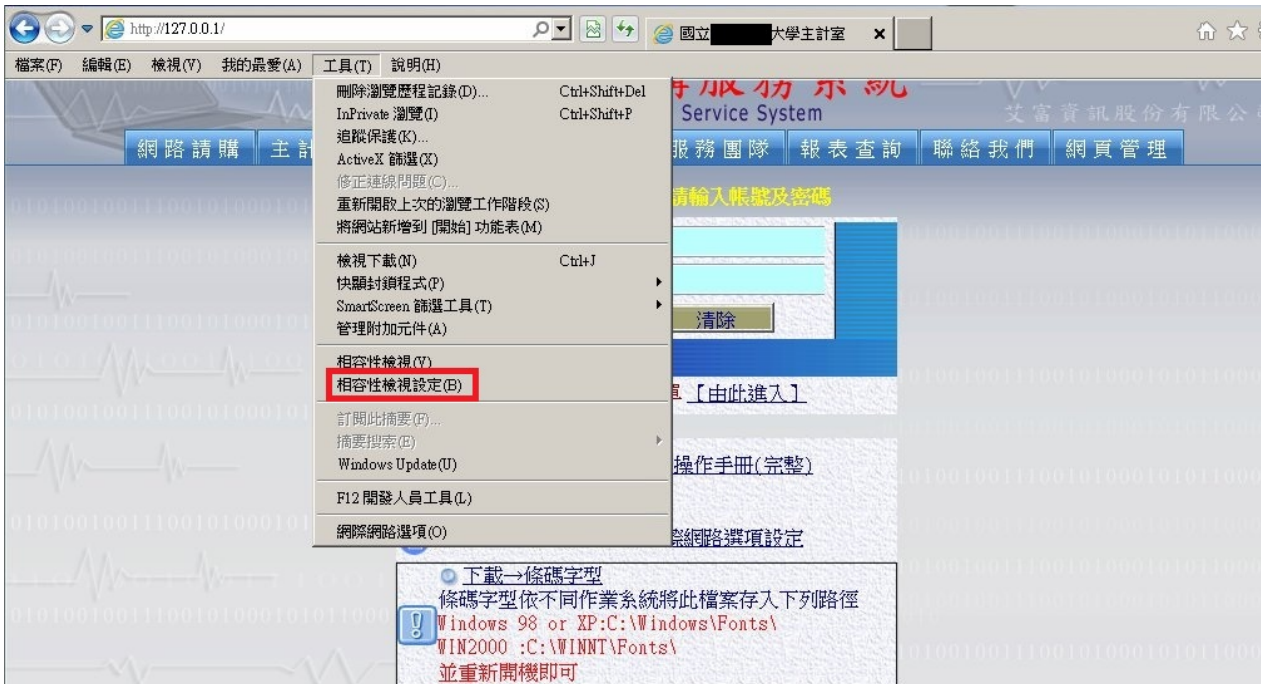 http://127.0.0.1/
國立 大學主計室 ×
檔案(F) 編輯(E) 檢視(V) 我的最愛(A) 工具(T) 說明(H)
刪除瀏覽歷程記錄(D)... Ctrl+Shift+Del
InPrivate 瀏覽(I) Ctrl+Shift+P
追蹤保護(K)...
ActiveX 篩選(X)
修正連線問題(C)...
重新開啟上次的瀏覽工作階段(S)
將網站新增到 [開始] 功能表(M)
檢視下載(N) Ctrl+J
快顯封鎖程式(P)
SmartScreen 篩選工具(T)
管理附加元件(A)
相容性檢視(V)
相容性檢視設定(B)
訂閱此摘要(F)...
摘要搜索(E)
Windows Update(U)
F12 開發人員工具(L)
網際網路選項(O)
服務系統
Service System
艾富資訊股份有限公
網路請購 主 服務團隊 報表查詢 聯絡我們 網頁管理
請輸入帳號及密碼
清除
【由此進入】
操作手冊(完整)
網路選項設定
下載→條碼字型
條碼字型依不同作業系統將此檔案存入下列路徑
Windows 98 or XP:C:\Windows\Fonts\
WIN2000 :C:\WINNT\Fonts\
並重新開機即可